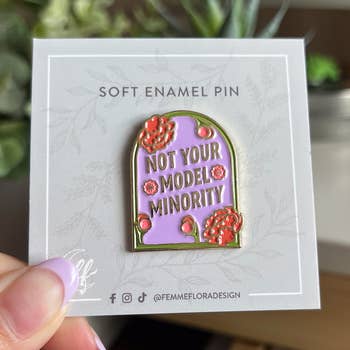 SOFT ENAMEL PIN
NOT YOUR
MODEL
MINORITY
@FEMMEFLORADESIGN